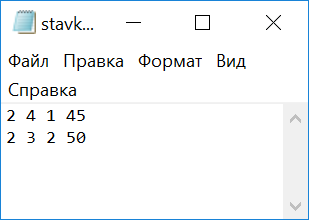 stavk...
Файл Правка Формат Вид
Справка
2 4 1 45
2 3 2 50